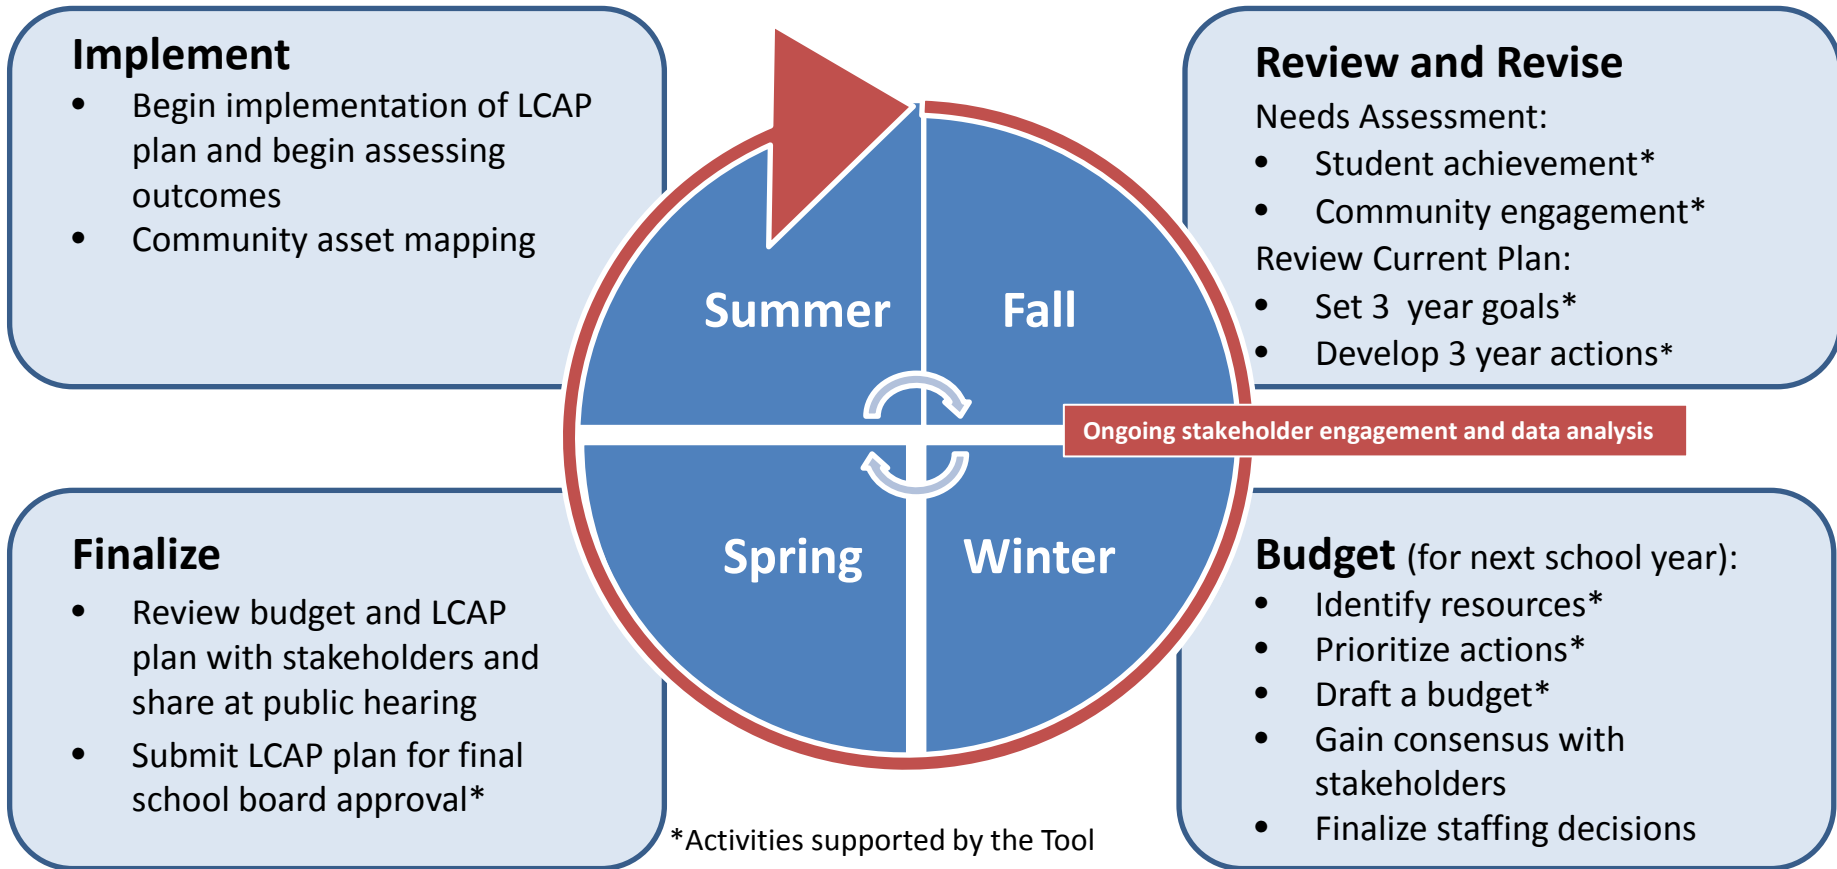 Implement
• Begin implementation of LCAP
plan and begin assessing
outcomes
• Community asset mapping
Review and Revise
Needs Assessment:
• Student achievement*
• Community engagement*
Review Current Plan:
• Set 3  year goals*
• Develop 3 year actions*
Summer
Fall
Ongoing stakeholder engagement and data analysis
Spring
Winter
Finalize
• Review budget and LCAP
plan with stakeholders and
share at public hearing
• Submit LCAP plan for final
school board approval*
Budget (for next school year):
• Identify resources*
• Prioritize actions*
• Draft a budget*
• Gain consensus with
stakeholders
• Finalize staffing decisions
*Activities supported by the Tool